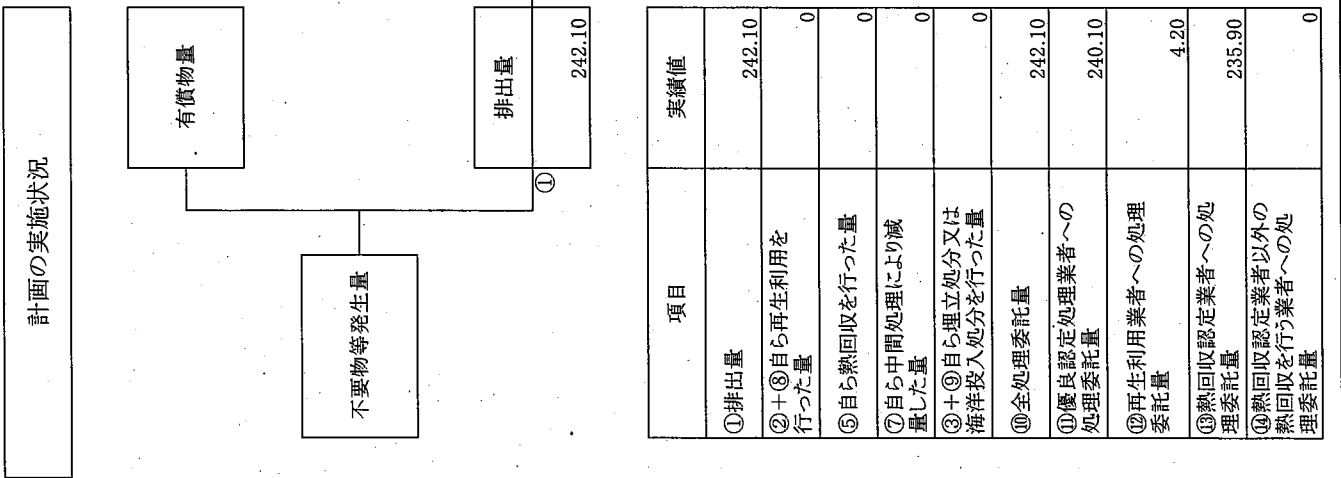 計画の実施状況
有償物量
不要物等発生量
①
排出量
242.10
項目
実績値
①排出量
242.10
②+⑧自ら再生利用を
行った量
0
⑤自ら熱回収を行った量
0
⑦自ら中間処理により減
量した量
0
③+⑨自ら埋立処分又は
海洋投入処分を行った量
0
⑩全処理委託量
242.10
⑪優良認定処理業者への
処理委託量
240.10
⑫再生利用業者への処理
委託量
4.20
⑬熱回収認定業者への処
理委託量
235.90
⑭熱回収認定業者以外の
熱回収を行う業者への処
理委託量
0